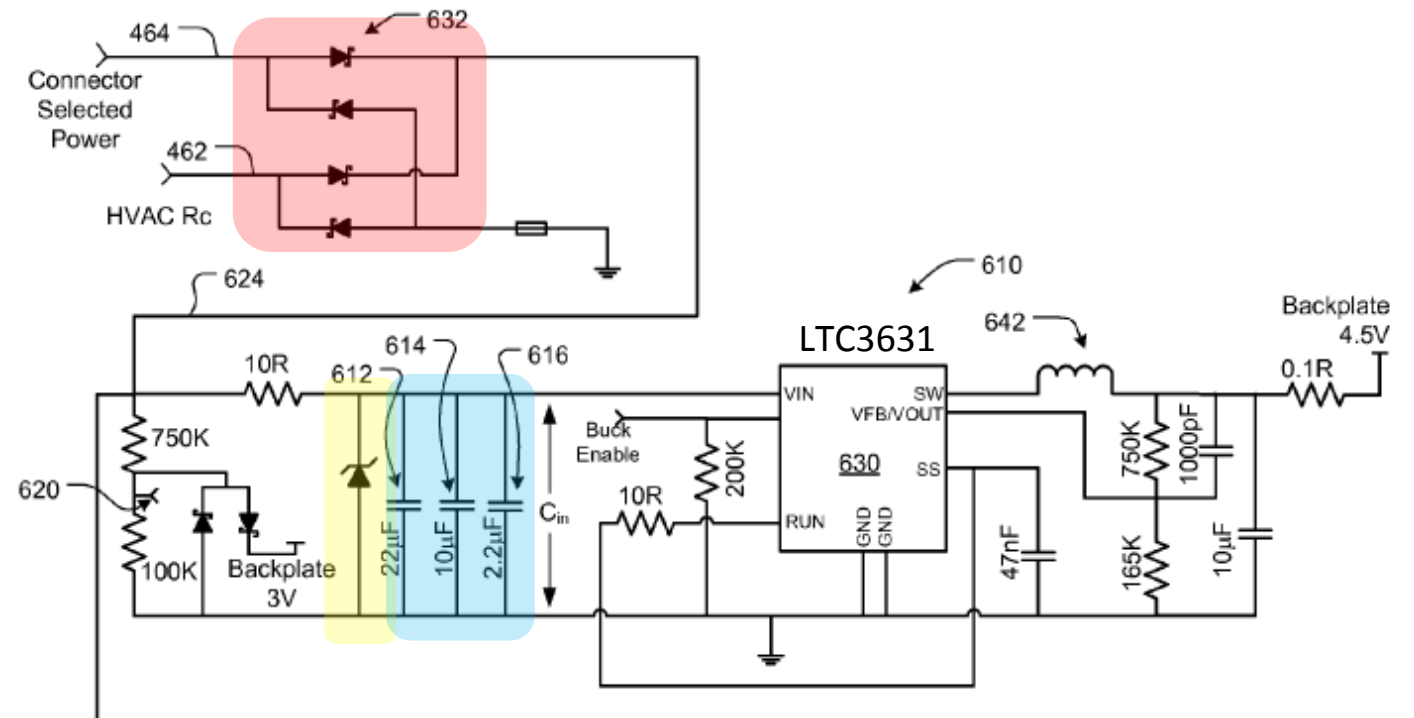 464
632
Connector
Selected
Power
462
HVAC Rc
624
610
642
Backplate
4.5V
LTC3631
10R
612
614
616
0.1R
VIN
SW
VFB/VOUT
750K
Buck
Enable
200K
630
SS
750K
1000pF
620
10R
Cin
RUN
GND
GND
100K
Backplate
3V
22μF
10μF
2.2μF
47nF
165K
10μF